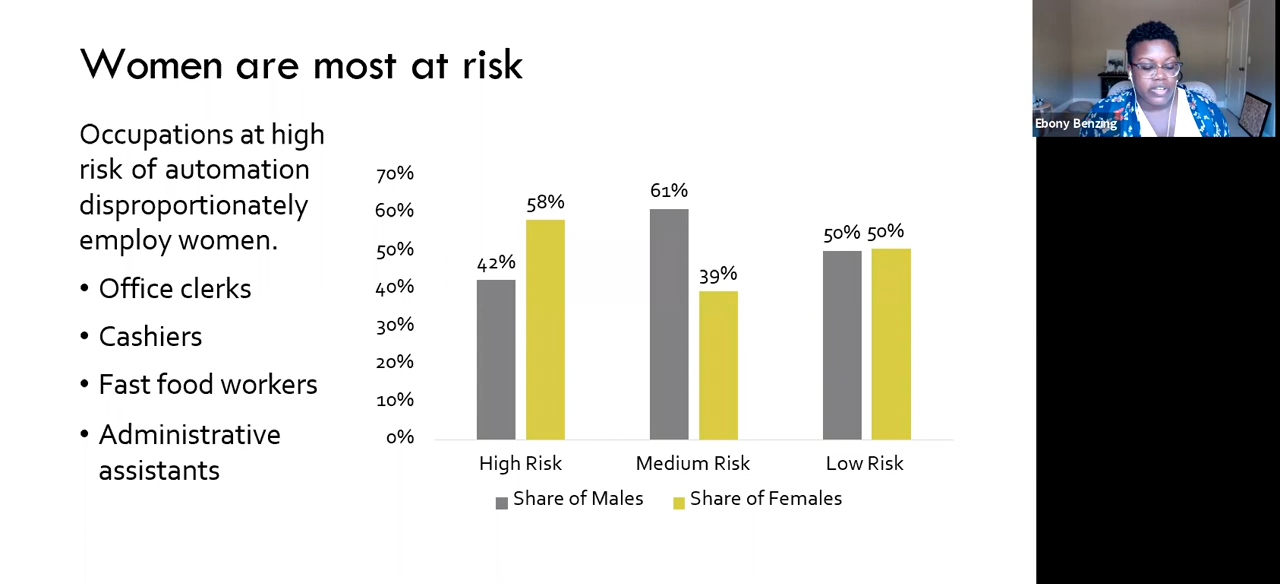 Women are most at risk
Occupations at high
risk of automation
disproportionately
employ women.
• Office clerks
• Cashiers
• Fast food workers
• Administrative
assistants
70%
60%
50%
40%
30%
20%
10%
0%
42%
58%
61%
39%
50%
50%
High Risk
Medium Risk
Low Risk
Share of Males
Share of Females
Ebony Benzing